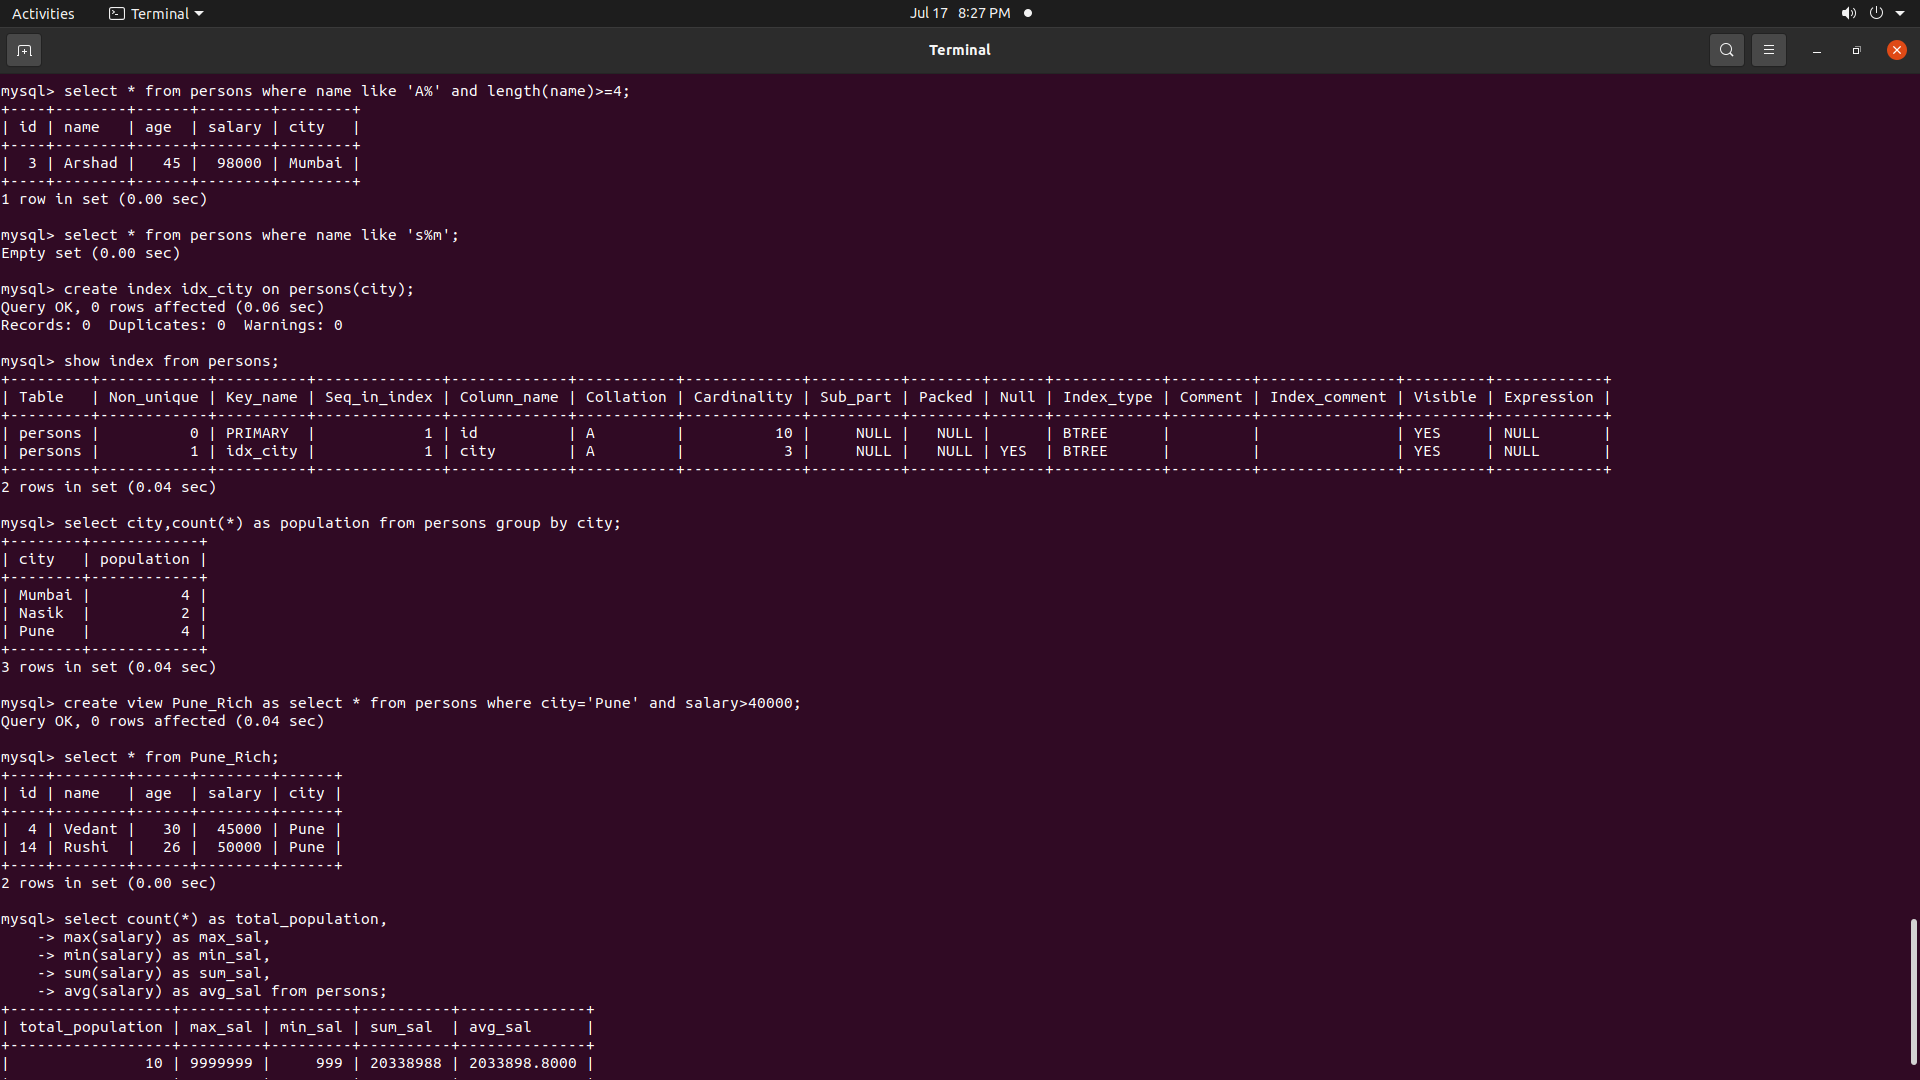 Activities Terminal Jul 17 8:27 PM
Terminal
mysql> select * from persons where name like 'A%' and length(name)>=4;
+----+--------+------+--------+--------+
| id | name   | age  | salary | city   |
+----+--------+------+--------+--------+
|  3 | Arshad |   45 |  98000 | Mumbai |
+----+--------+------+--------+--------+
1 row in set (0.00 sec)
mysql> select * from persons where name like 's%m';
Empty set (0.00 sec)
mysql> create index idx_city on persons(city);
Query OK, 0 rows affected (0.06 sec)
Records: 0  Duplicates: 0  Warnings: 0
mysql> show index from persons;
+---------+------------+----------+--------------+-------------+-----------+-------------+----------+--------+------+------------+---------+---------------+---------+------------+
| Table   | Non_unique | Key_name | Seq_in_index | Column_name | Collation | Cardinality | Sub_part | Packed | Null | Index_type | Comment | Index_comment | Visible | Expression |
+---------+------------+----------+--------------+-------------+-----------+-------------+----------+--------+------+------------+---------+---------------+---------+------------+
| persons |          0 | PRIMARY  |            1 | id          | A         |          10 |     NULL |   NULL |      | BTREE      |         |               | YES     | NULL       |
| persons |          1 | idx_city |            1 | city        | A         |           3 |     NULL |   NULL | YES  | BTREE      |         |               | YES     | NULL       |
+---------+------------+----------+--------------+-------------+-----------+-------------+----------+--------+------+------------+---------+---------------+---------+------------+
2 rows in set (0.04 sec)
mysql> select city,count(*) as population from persons group by city;
+--------+------------+
| city   | population |
+--------+------------+
| Mumbai |          4 |
| Nasik  |          2 |
| Pune   |          4 |
+--------+------------+
3 rows in set (0.04 sec)
mysql> create view Pune_Rich as select * from persons where city='Pune' and salary>40000;
Query OK, 0 rows affected (0.04 sec)
mysql> select * from Pune_Rich;
+----+--------+------+--------+------+
| id | name   | age  | salary | city |
+----+--------+------+--------+------+
|  4 | Vedant |   30 |  45000 | Pune |
| 14 | Rushi  |   26 |  50000 | Pune |
+----+--------+------+--------+------+
2 rows in set (0.00 sec)
mysql> select count(*) as total_population,
    -> max(salary) as max_sal,
    -> min(salary) as min_sal,
    -> sum(salary) as sum_sal,
    -> avg(salary) as avg_sal from persons;
+------------------+---------+---------+----------+--------------+
| total_population | max_sal | min_sal | sum_sal  | avg_sal      |
+------------------+---------+---------+----------+--------------+
|               10 | 9999999 |     999 | 20338988 | 2033898.8000 |